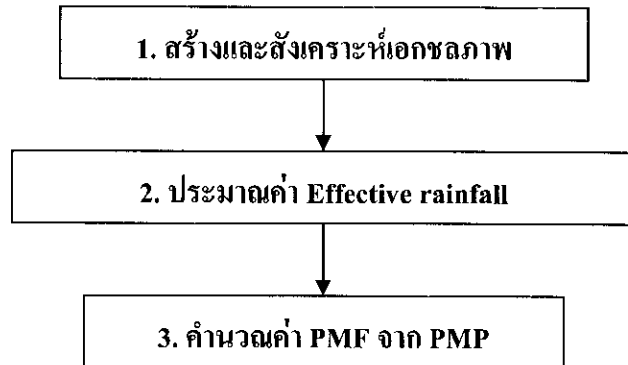 1. สร้างและสังเคราะห์เอกชลภาพ
2. ประมาณค่า Effective rainfall
3. คำนวณค่า PMF จาก PMP